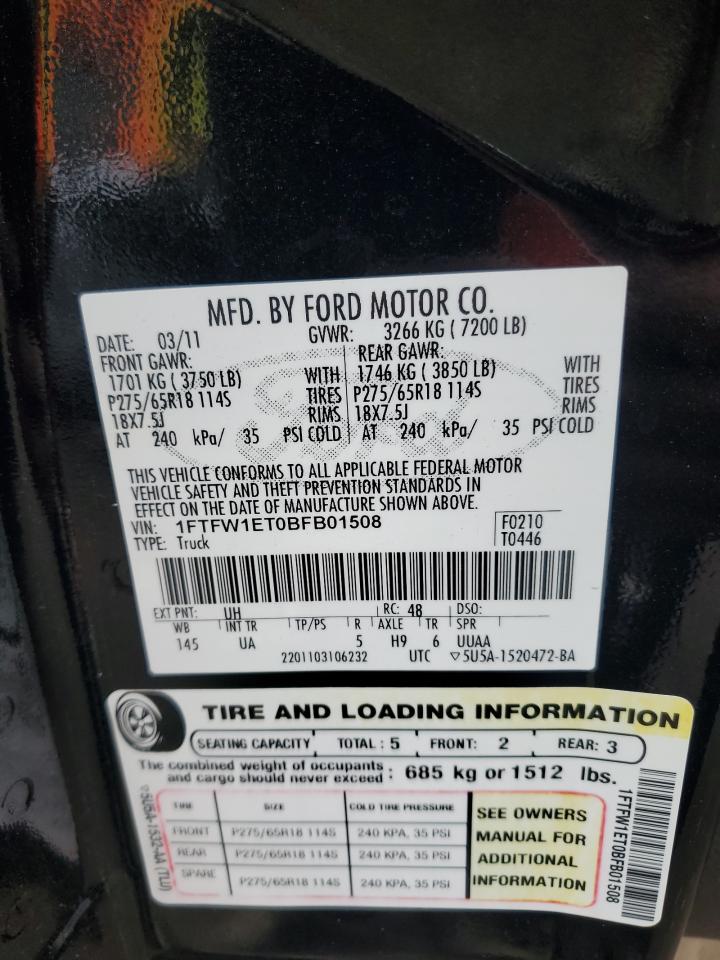 MFD. BY FORD MOTOR CO.
DATE: 03/11 GVWR: 3266 KG ( 7200 LB)
FRONT GAWR: REAR GAWR:
1701 KG ( 3750 LB) WITH 1746 KG ( 3850 LB) WITH
P275/65R18 114S TIRES P275/65R18 114S TIRES
18X7.5J RIMS 18X7.5J RIMS
AT 240 kPa/ 35 PSI COLD AT 240 kPa/ 35 PSI COLD
THIS VEHICLE CONFORMS TO ALL APPLICABLE FEDERAL MOTOR
VEHICLE SAFETY AND THEFT PREVENTION STANDARDS IN
EFFECT ON THE DATE OF MANUFACTURE SHOWN ABOVE.
VIN: 1FTFW1ET0BFB01508 F0210
TYPE: Truck T0446
EXT PNT: UH RC: 48 DSO:
WB INT TR TP/PS R AXLE TR SPR
145 UA 5 H9 6 UUAA
2201103106232 UTC ▽5U5A-1520472-BA
TIRE AND LOADING INFORMATION
SEATING CAPACITY TOTAL : 5 FRONT: 2 REAR: 3
The combined weight of occupants
and cargo should never exceed : 685 kg or 1512 lbs.
TIRE SIZE COLD TIRE PRESSURE
FRONT P275/65R18 114S 240 KPA, 35 PSI
REAR P275/65R18 114S 240 KPA, 35 PSI
SPARE P275/65R18 114S 240 KPA, 35 PSI
SEE OWNERS
MANUAL FOR
ADDITIONAL
INFORMATION
1FTFW1ET0BFB01508